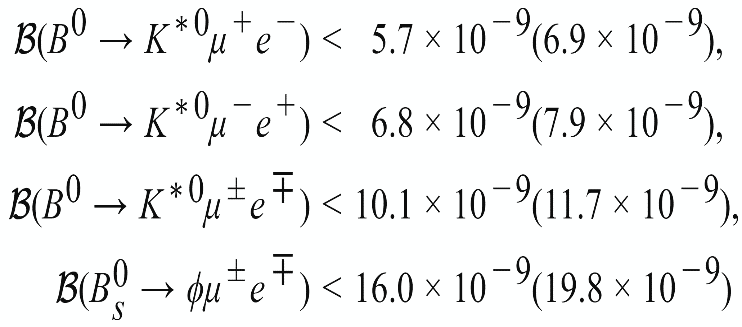 ℬ(B⁰ → K*⁰μ⁺e⁻) < 5.7 × 10⁻⁹(6.9 × 10⁻⁹),
ℬ(B⁰ → K*⁰μ⁻e⁺) < 6.8 × 10⁻⁹(7.9 × 10⁻⁹),
ℬ(B⁰ → K*⁰μ^±e^∓) < 10.1 × 10⁻⁹(11.7 × 10⁻⁹),
ℬ(B_s⁰ → ϕμ^±e^∓) < 16.0 × 10⁻⁹(19.8 × 10⁻⁹)